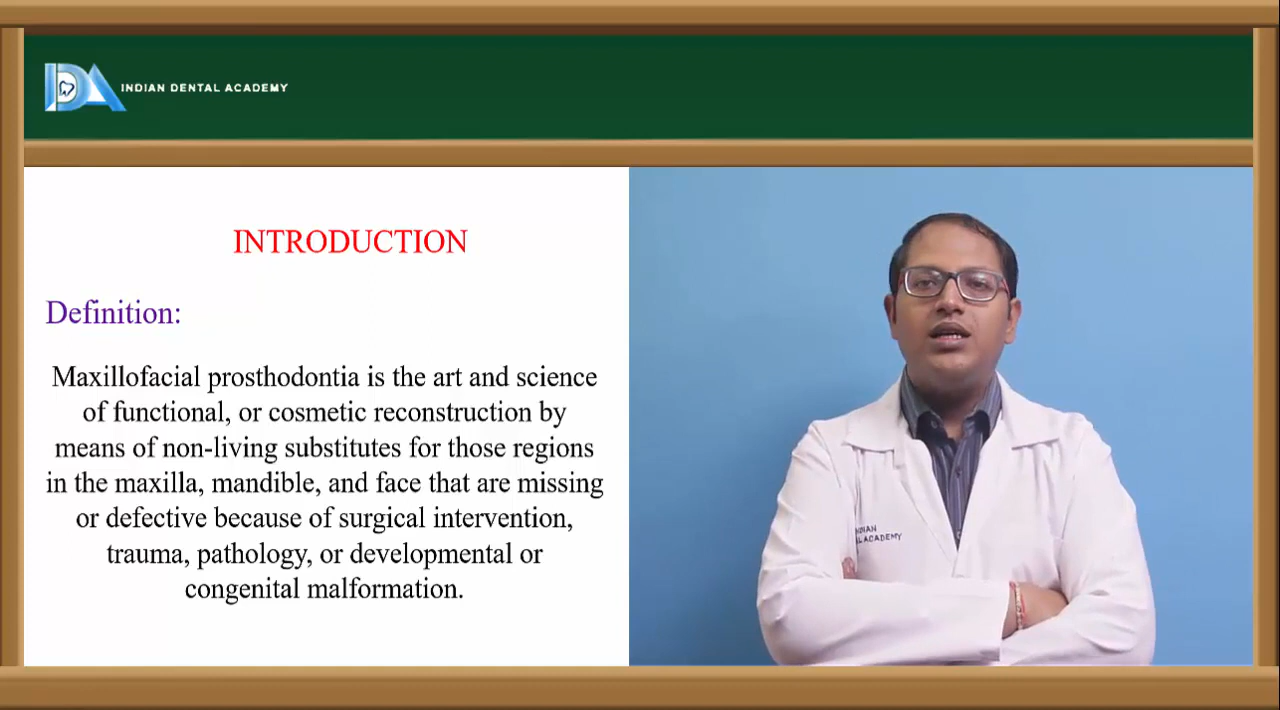 INDIAN DENTAL ACADEMY
INTRODUCTION
Definition:
Maxillofacial prosthodontia is the art and science
of functional, or cosmetic reconstruction by
means of non-living substitutes for those regions
in the maxilla, mandible, and face that are missing
or defective because of surgical intervention,
trauma, pathology, or developmental or
congenital malformation.
ACADEMY